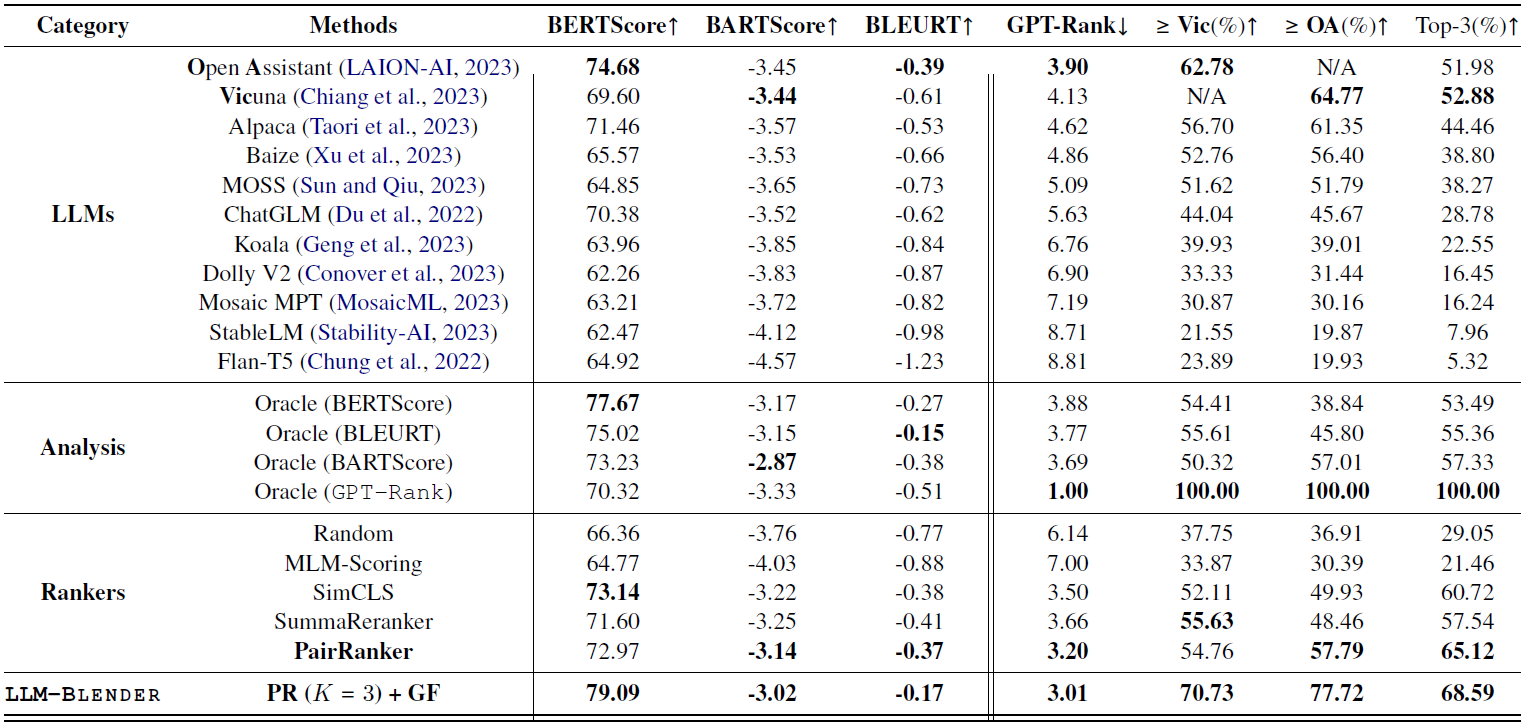 Category Methods BERTScore↑ BARTScore↑ BLEURT↑ GPT-Rank↓ ≥ Vic(%)↑ ≥ OA(%)↑ Top-3(%)↑
Open Assistant (LAION-AI, 2023) 74.68 -3.45 -0.39 3.90 62.78 N/A 51.98
Vicuna (Chiang et al., 2023) 69.60 -3.44 -0.61 4.13 N/A 64.77 52.88
Alpaca (Taori et al., 2023) 71.46 -3.57 -0.53 4.62 56.70 61.35 44.46
Baize (Xu et al., 2023) 65.57 -3.53 -0.66 4.86 52.76 56.40 38.80
MOSS (Sun and Qiu, 2023) 64.85 -3.65 -0.73 5.09 51.62 51.79 38.27
LLMs ChatGLM (Du et al., 2022) 70.38 -3.52 -0.62 5.63 44.04 45.67 28.78
Koala (Geng et al., 2023) 63.96 -3.85 -0.84 6.76 39.93 39.01 22.55
Dolly V2 (Conover et al., 2023) 62.26 -3.83 -0.87 6.90 33.33 31.44 16.45
Mosaic MPT (MosaicML, 2023) 63.21 -3.72 -0.82 7.19 30.87 30.16 16.24
StableLM (Stability-AI, 2023) 62.47 -4.12 -0.98 8.71 21.55 19.87 7.96
Flan-T5 (Chung et al., 2022) 64.92 -4.57 -1.23 8.81 23.89 19.93 5.32
Oracle (BERTScore) 77.67 -3.17 -0.27 3.88 54.41 38.84 53.49
Analysis Oracle (BLEURT) 75.02 -3.15 -0.15 3.77 55.61 45.80 55.36
Oracle (BARTScore) 73.23 -2.87 -0.38 3.69 50.32 57.01 57.33
Oracle (GPT-Rank) 70.32 -3.33 -0.51 1.00 100.00 100.00 100.00
Random 66.36 -3.76 -0.77 6.14 37.75 36.91 29.05
MLM-Scoring 64.77 -4.03 -0.88 7.00 33.87 30.39 21.46
Rankers SimCLS 73.14 -3.22 -0.38 3.50 52.11 49.93 60.72
SummaReranker 71.60 -3.25 -0.41 3.66 55.63 48.46 57.54
PairRanker 72.97 -3.14 -0.37 3.20 54.76 57.79 65.12
LLM-BLENDER PR (K = 3) + GF 79.09 -3.02 -0.17 3.01 70.73 77.72 68.59